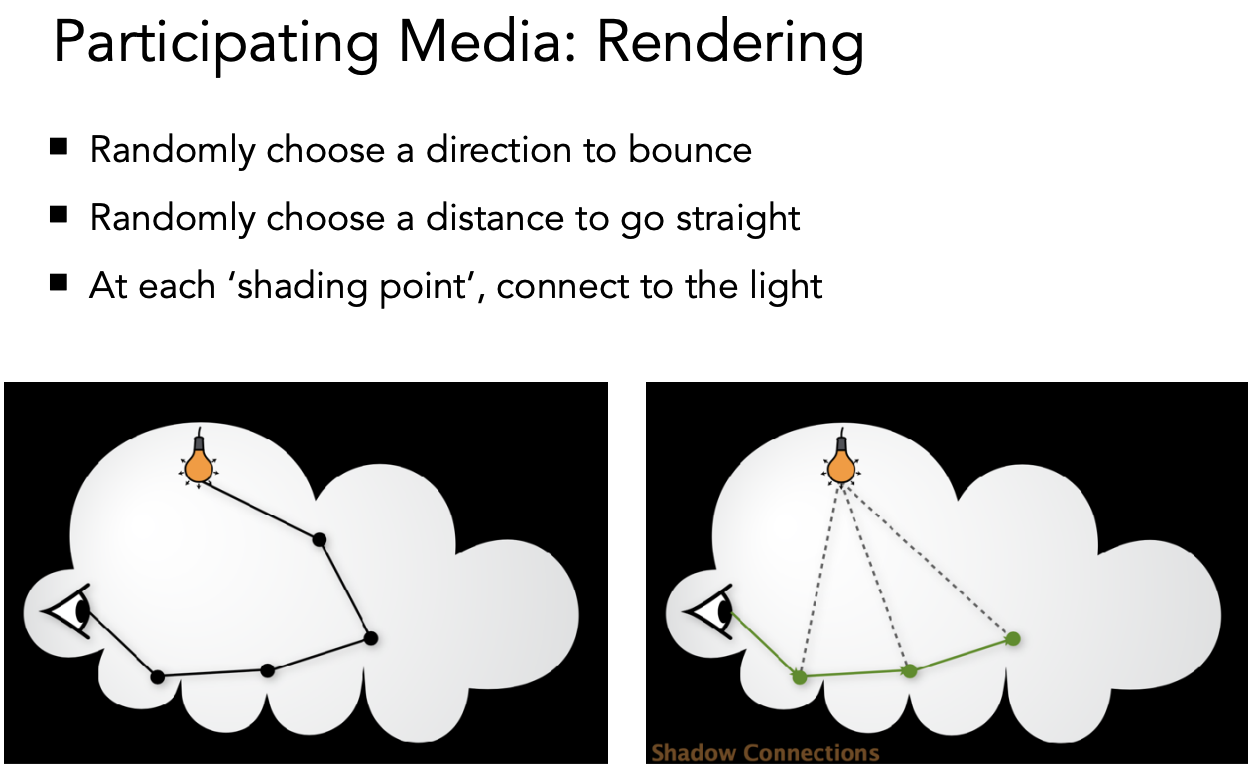 Participating Media: Rendering
Randomly choose a direction to bounce
Randomly choose a distance to go straight
At each ‘shading point’, connect to the light
Shadow Connections